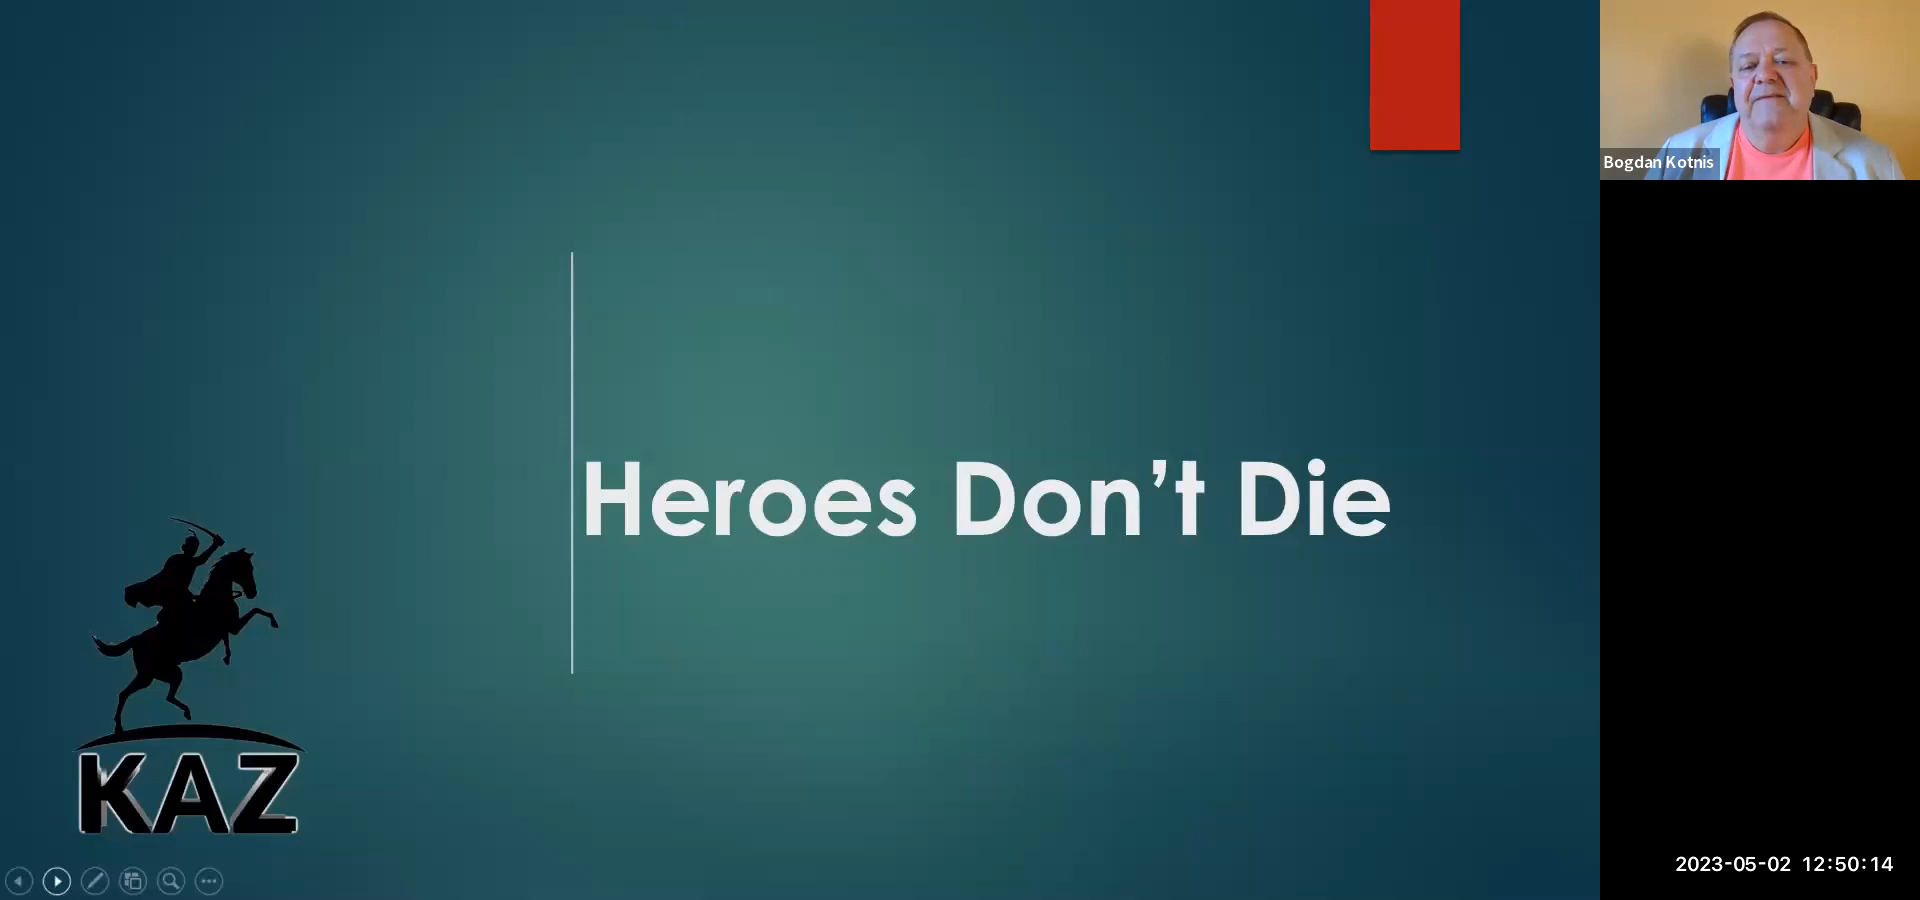 Bogdan Kotnis
Heroes Don’t Die
KAZ
2023-05-02 12:50:14